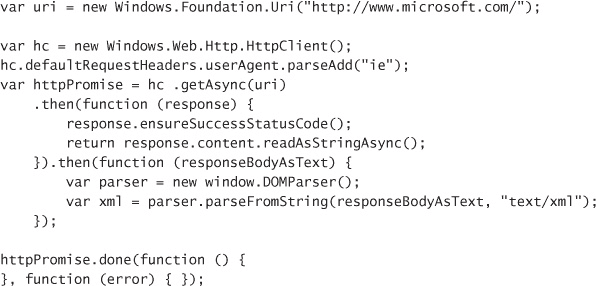 var uri = new Windows.Foundation.Uri("http://www.microsoft.com/");
var hc = new Windows.Web.Http.HttpClient();
hc.defaultRequestHeaders.userAgent.parseAdd("ie");
var httpPromise = hc .getAsync(uri)
.then(function (response) {
response.ensureSuccessStatusCode();
return response.content.readAsStringAsync();
}).then(function (responseBodyAsText) {
var parser = new window.DOMParser();
var xml = parser.parseFromString(responseBodyAsText, "text/xml");
});
httpPromise.done(function () {
}, function (error) { });